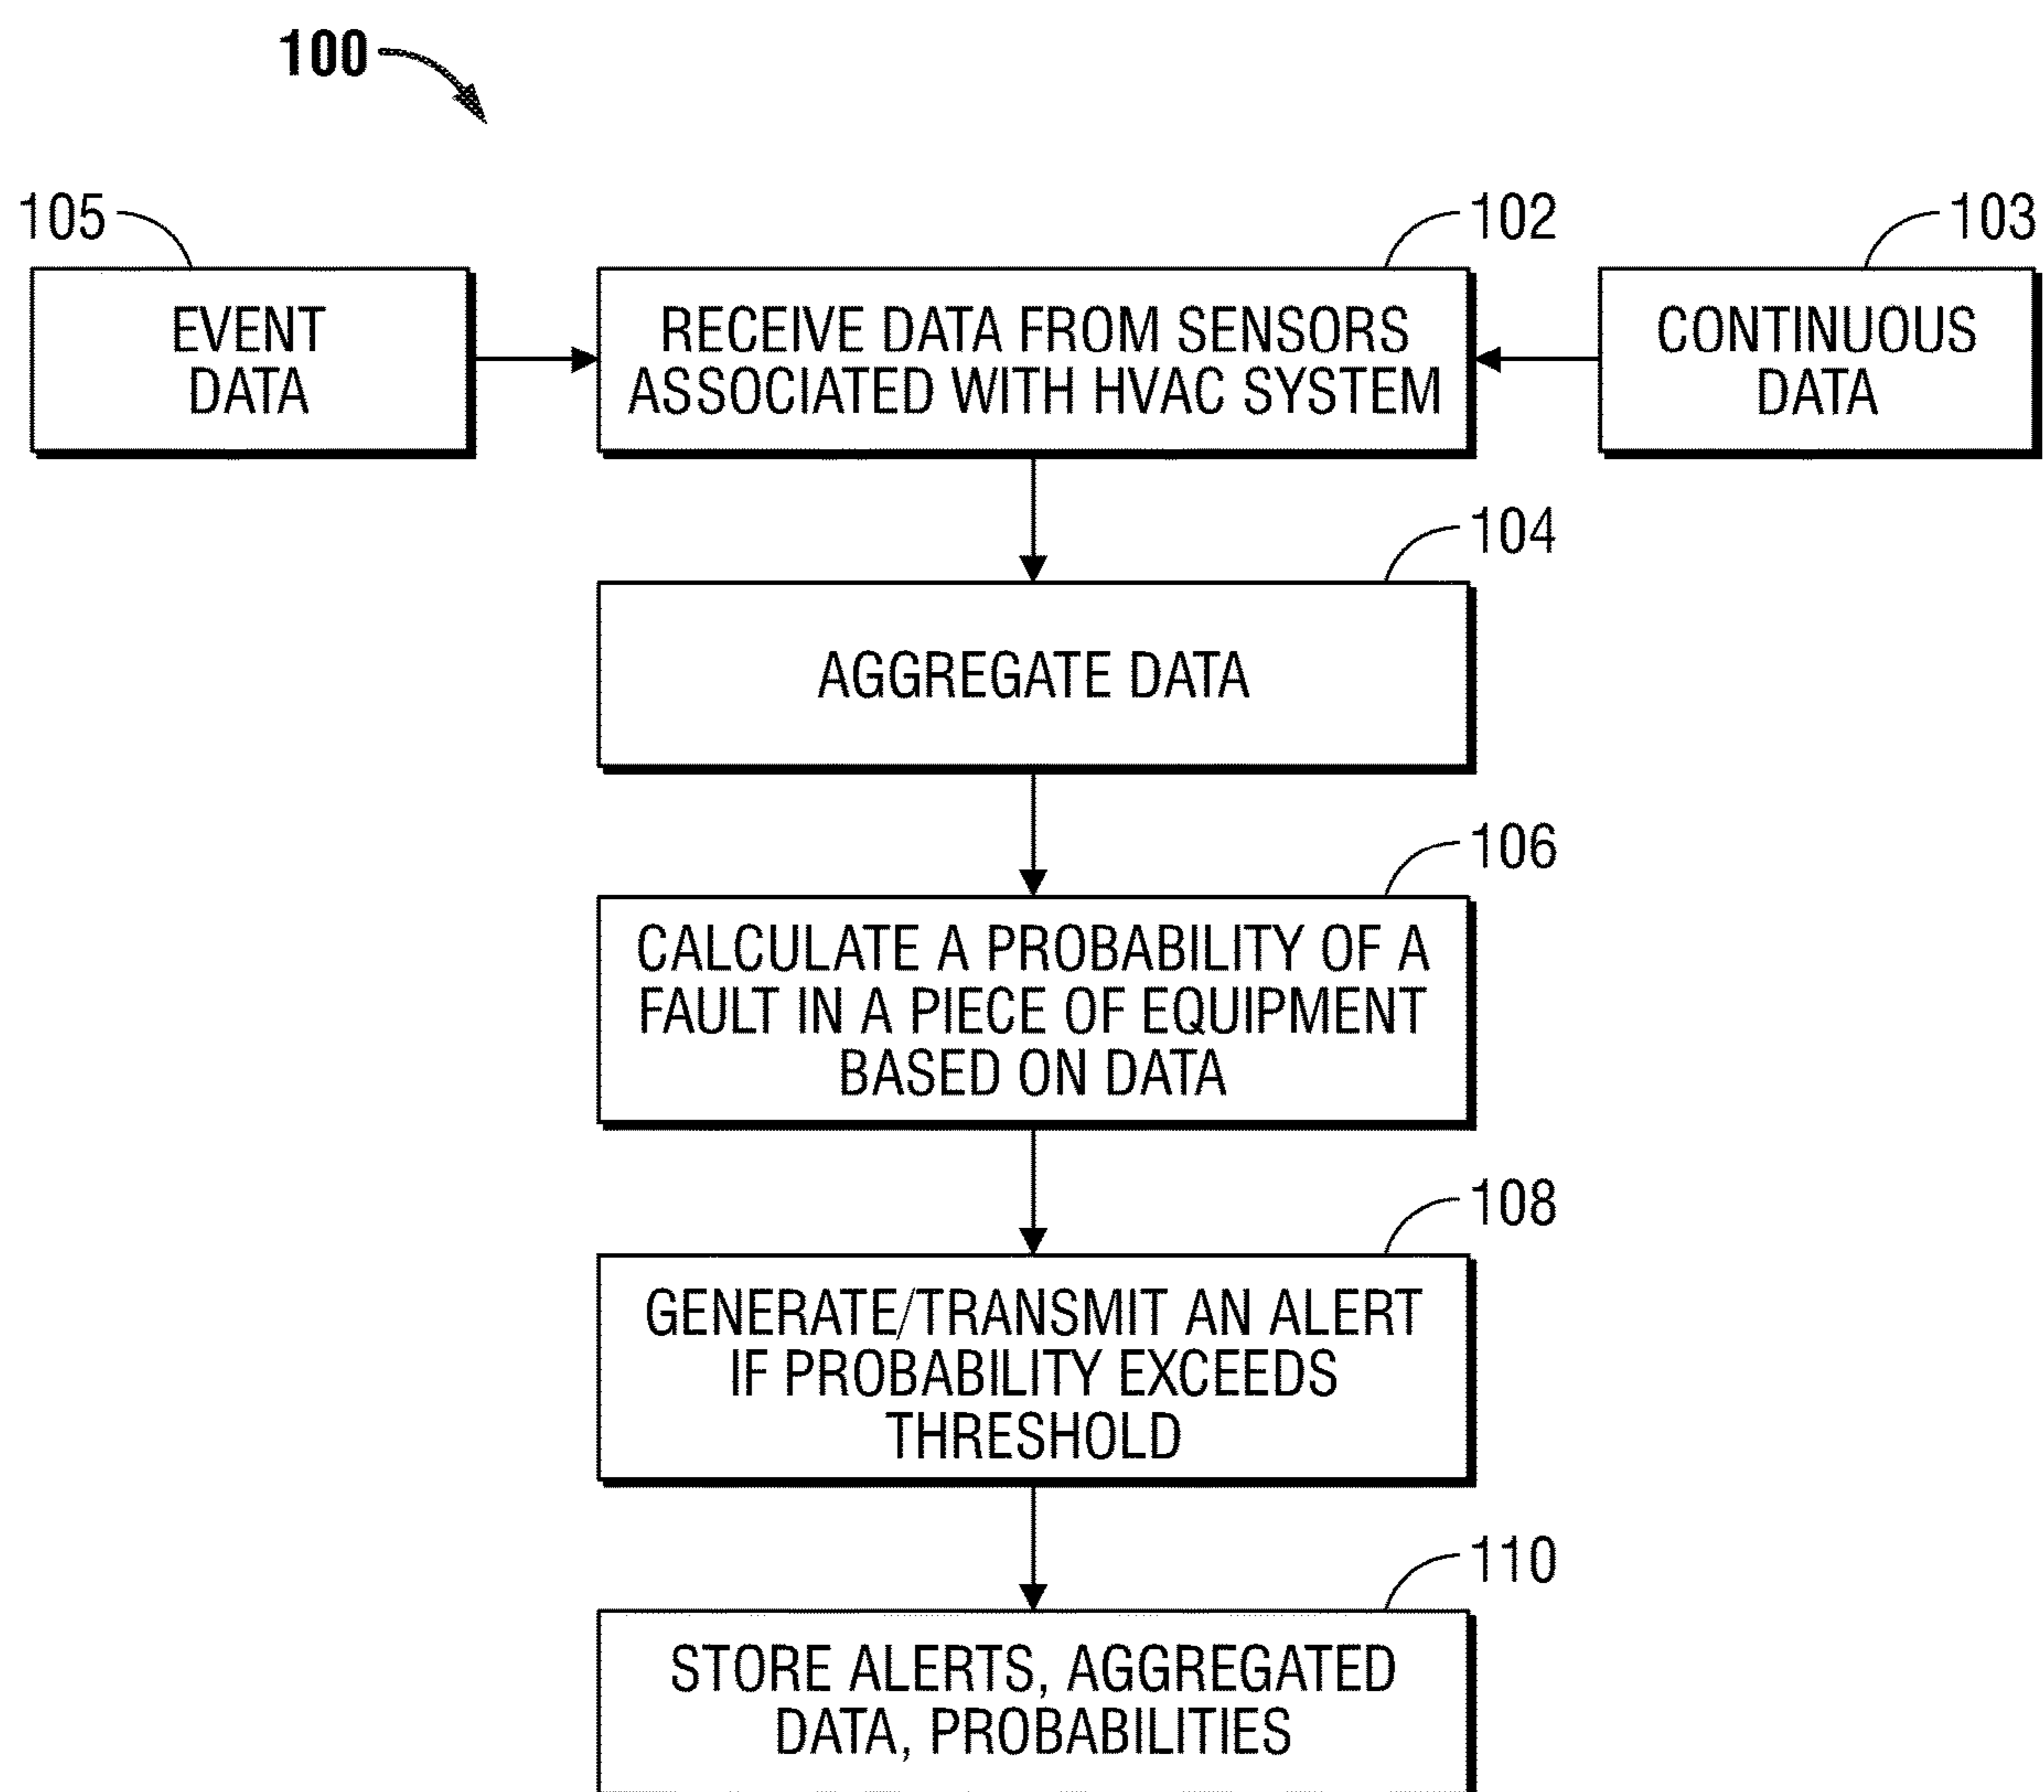 100
105
102
103
EVENT
DATA
RECEIVE DATA FROM SENSORS
ASSOCIATED WITH HVAC SYSTEM
CONTINUOUS
DATA
104
AGGREGATE DATA
106
CALCULATE A PROBABILITY OF A
FAULT IN A PIECE OF EQUIPMENT
BASED ON DATA
108
GENERATE/TRANSMIT AN ALERT
IF PROBABILITY EXCEEDS
THRESHOLD
110
STORE ALERTS, AGGREGATED
DATA, PROBABILITIES